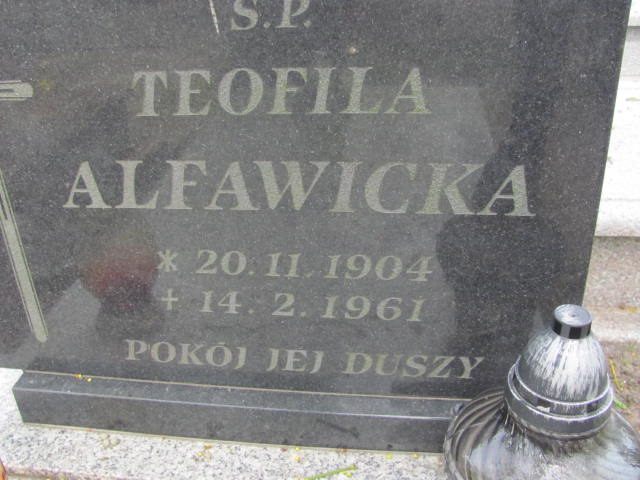 Ś.P.
TEOFILA
ALFAWICKA
* 20.11.1904
+ 14.2.1961
POKÓJ JEJ DUSZY